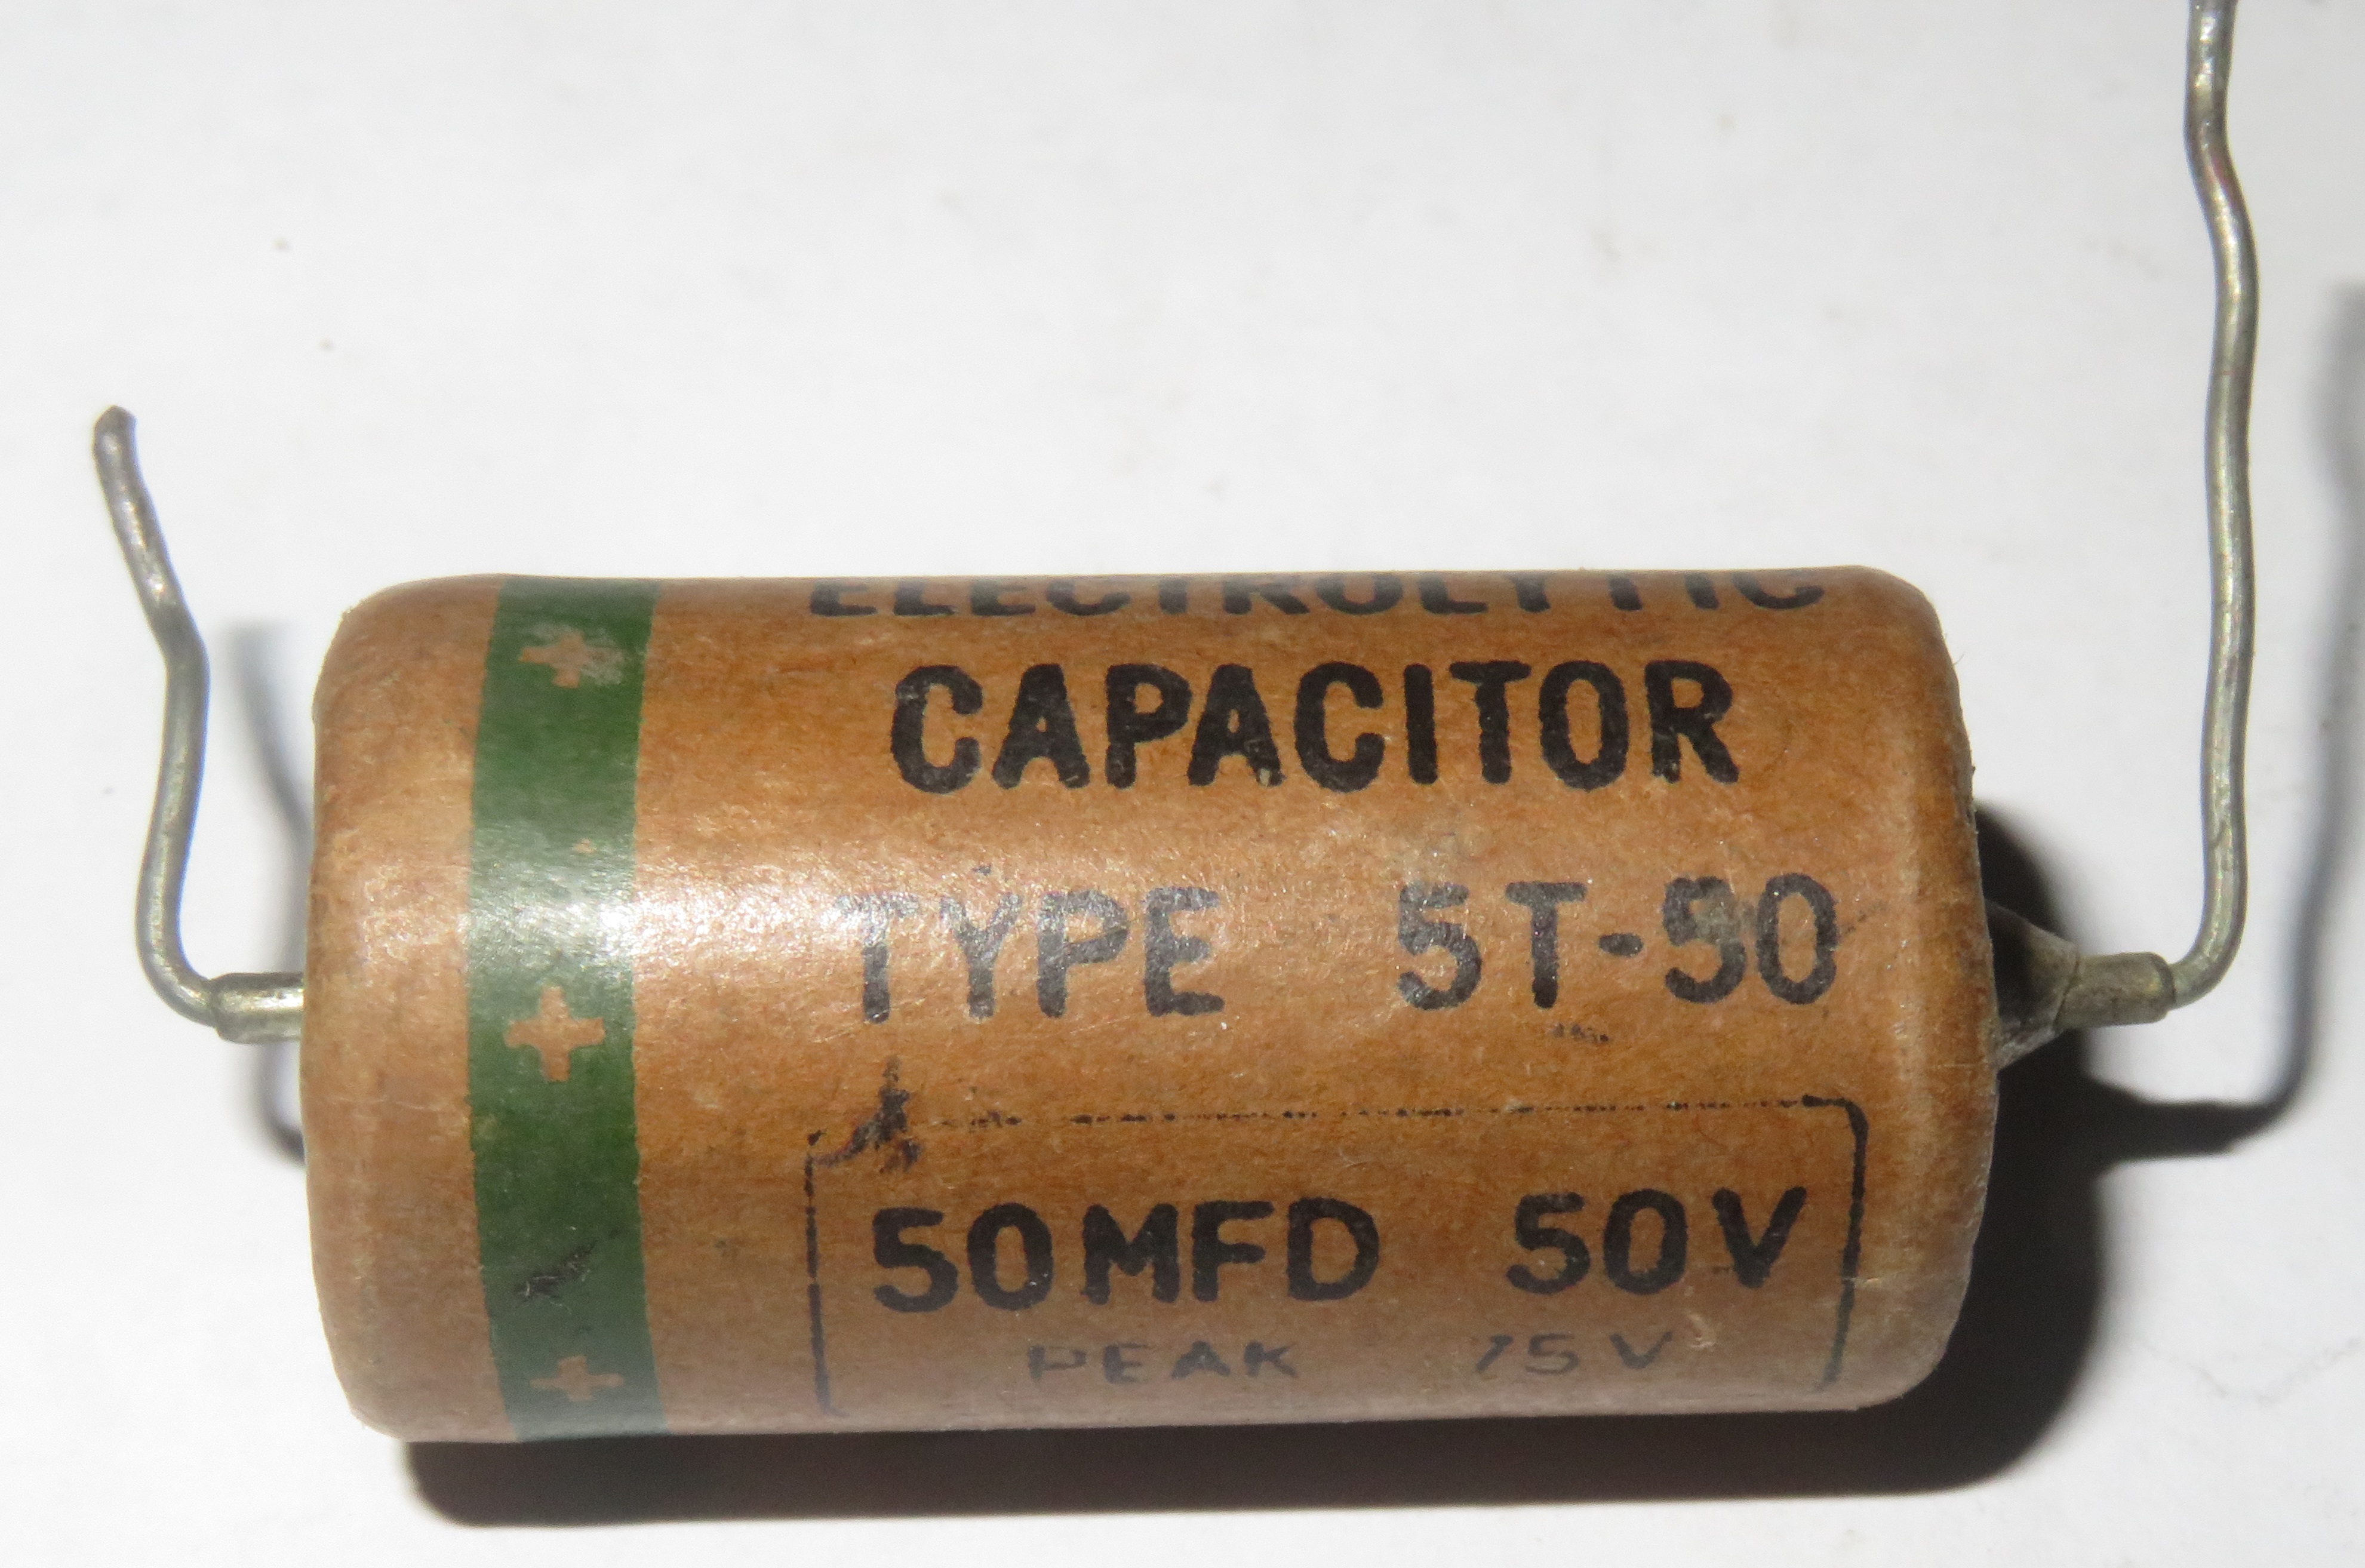 ELECTROLYTIC
CAPACITOR
TYPE 5T-50
50MFD 50V
PEAK 75V
+
+
+